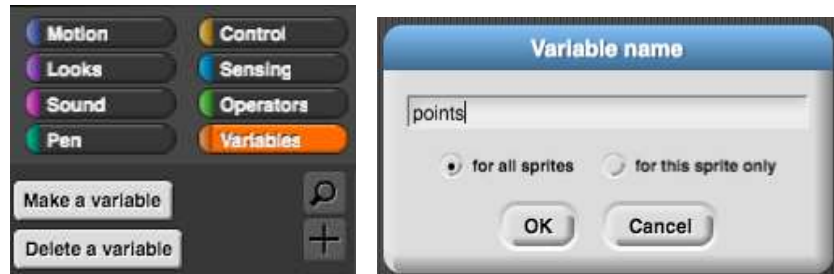 Motion Control
Looks Sensing
Sound Operators
Pen Variables
Make a variable
Delete a variable
Variable name
points
for all sprites for this sprite only
OK Cancel